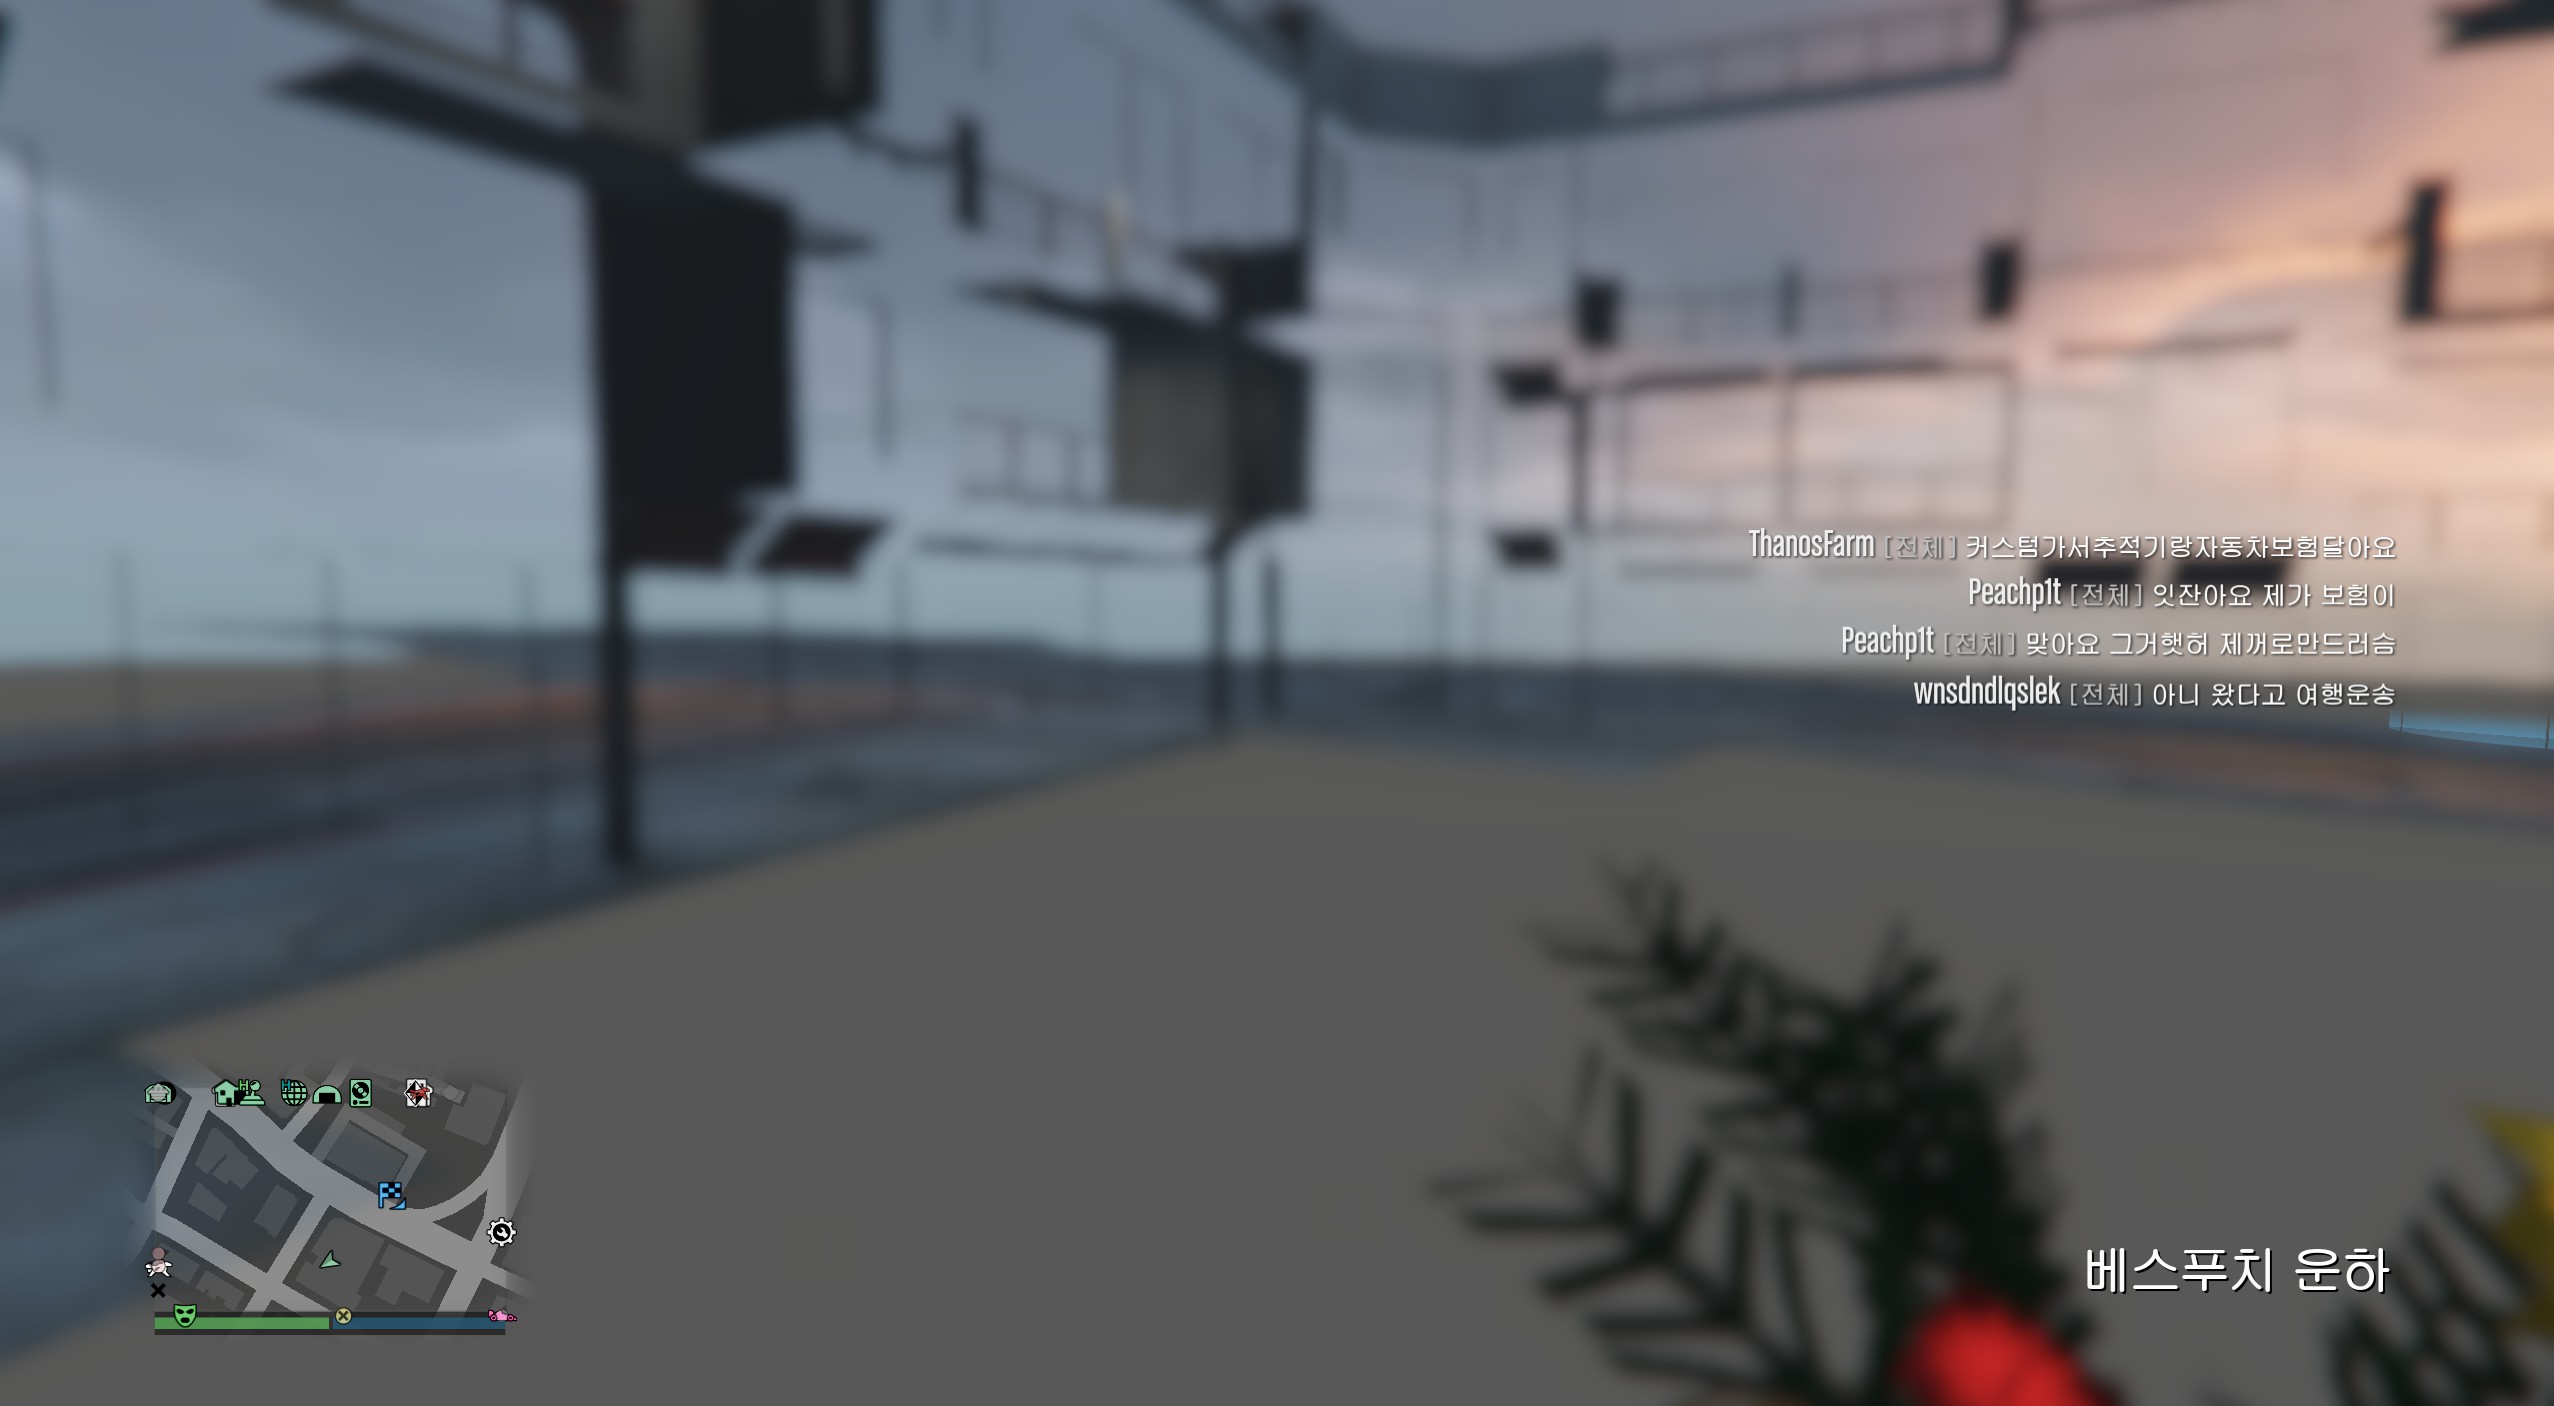 ThanosFarm [전체] 커스텀가서추적기랑자동차보험달아요
Peachp1t [전체] 잇잔아요 제가 보험이
Peachp1t [전체] 맞아요 그거햇허 제꺼로만드러슴
wnsdndlqslek [전체] 아니 왔다고 여행운송
베스푸치 운하